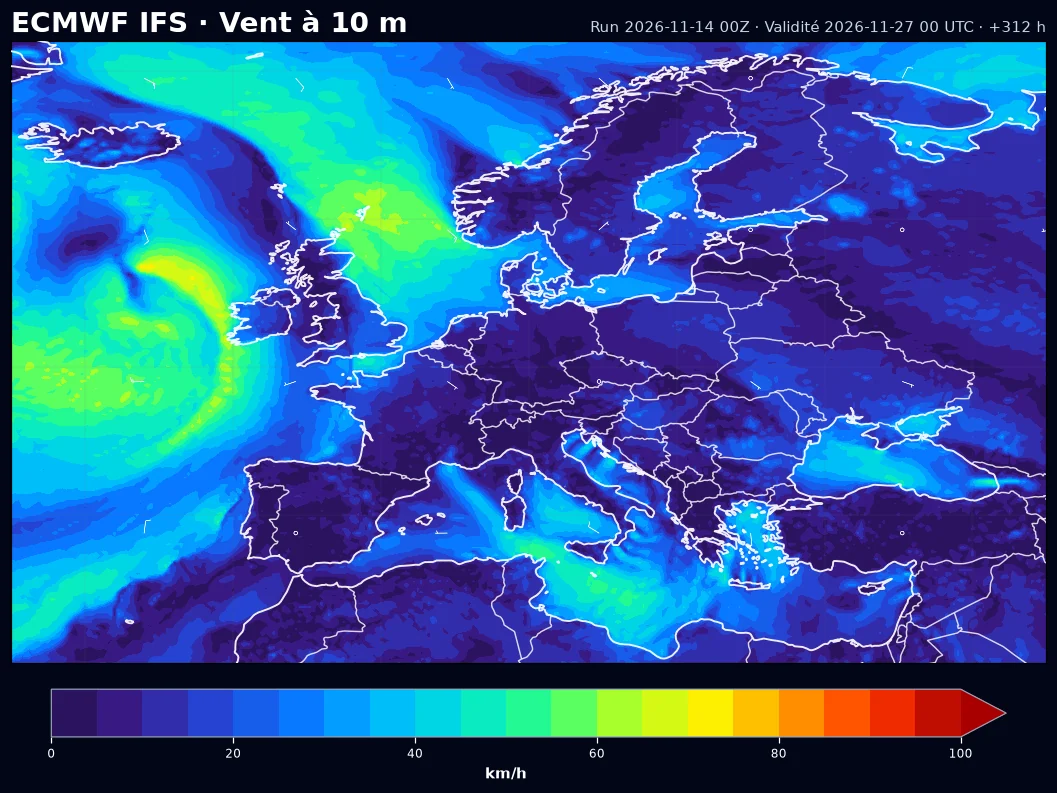 ECMWF IFS · Vent à 10 m
Run 2026-11-14 00Z · Validité 2026-11-27 00 UTC · +312 h
0 20 40 60 80 100
km/h